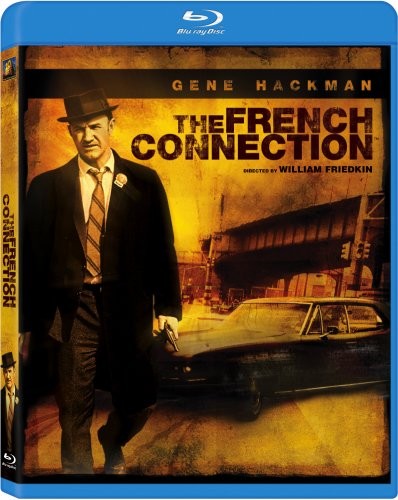 Blu-ray Disc
GENE HACKMAN
THE FRENCH
CONNECTION
DIRECTED BY WILLIAM FRIEDKIN
THE FRENCH
CONNECTION